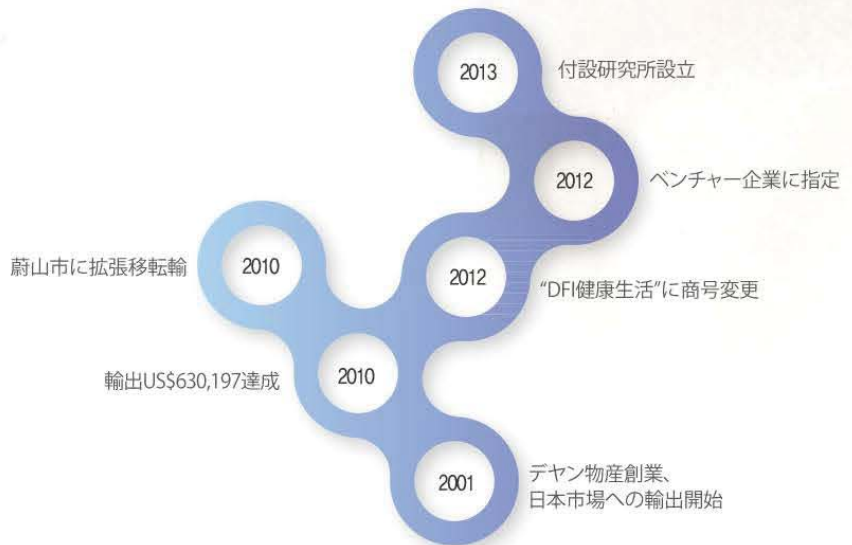 2013
付設研究所設立
2012
ベンチャー企業に指定
蔚山市に拡張移転輸
2010
2012
“DFI健康生活”に商号変更
輸出US$630,197達成
2010
2001
デヤン物産創業、
日本市場への輸出開始